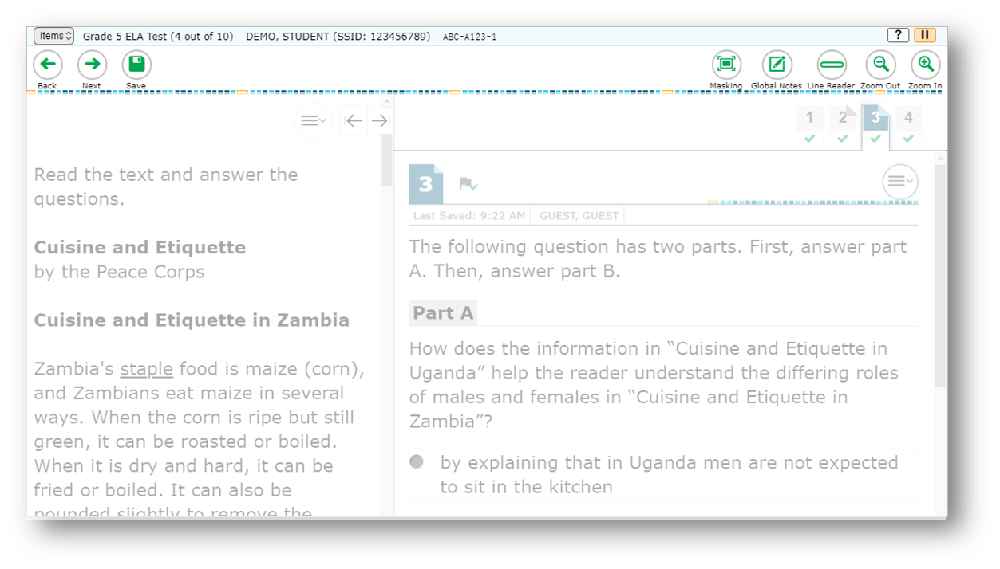 Items Grade 5 ELA Test (4 out of 10) DEMO, STUDENT (SSID: 123456789) ABC-A123-1 ?
Back Next Save Masking Global Notes Line Reader Zoom Out Zoom In
1 2 3 4
Read the text and answer the
questions.
Cuisine and Etiquette
by the Peace Corps
Cuisine and Etiquette in Zambia
Zambia's staple food is maize (corn),
and Zambians eat maize in several
ways. When the corn is ripe but still
green, it can be roasted or boiled.
When it is dry and hard, it can be
fried or boiled. It can also be
pounded slightly to remove the
3
Last Saved: 9:22 AM GUEST, GUEST
The following question has two parts. First, answer part
A. Then, answer part B.
Part A
How does the information in “Cuisine and Etiquette in
Uganda” help the reader understand the differing roles
of males and females in “Cuisine and Etiquette in
Zambia”?
by explaining that in Uganda men are not expected
to sit in the kitchen